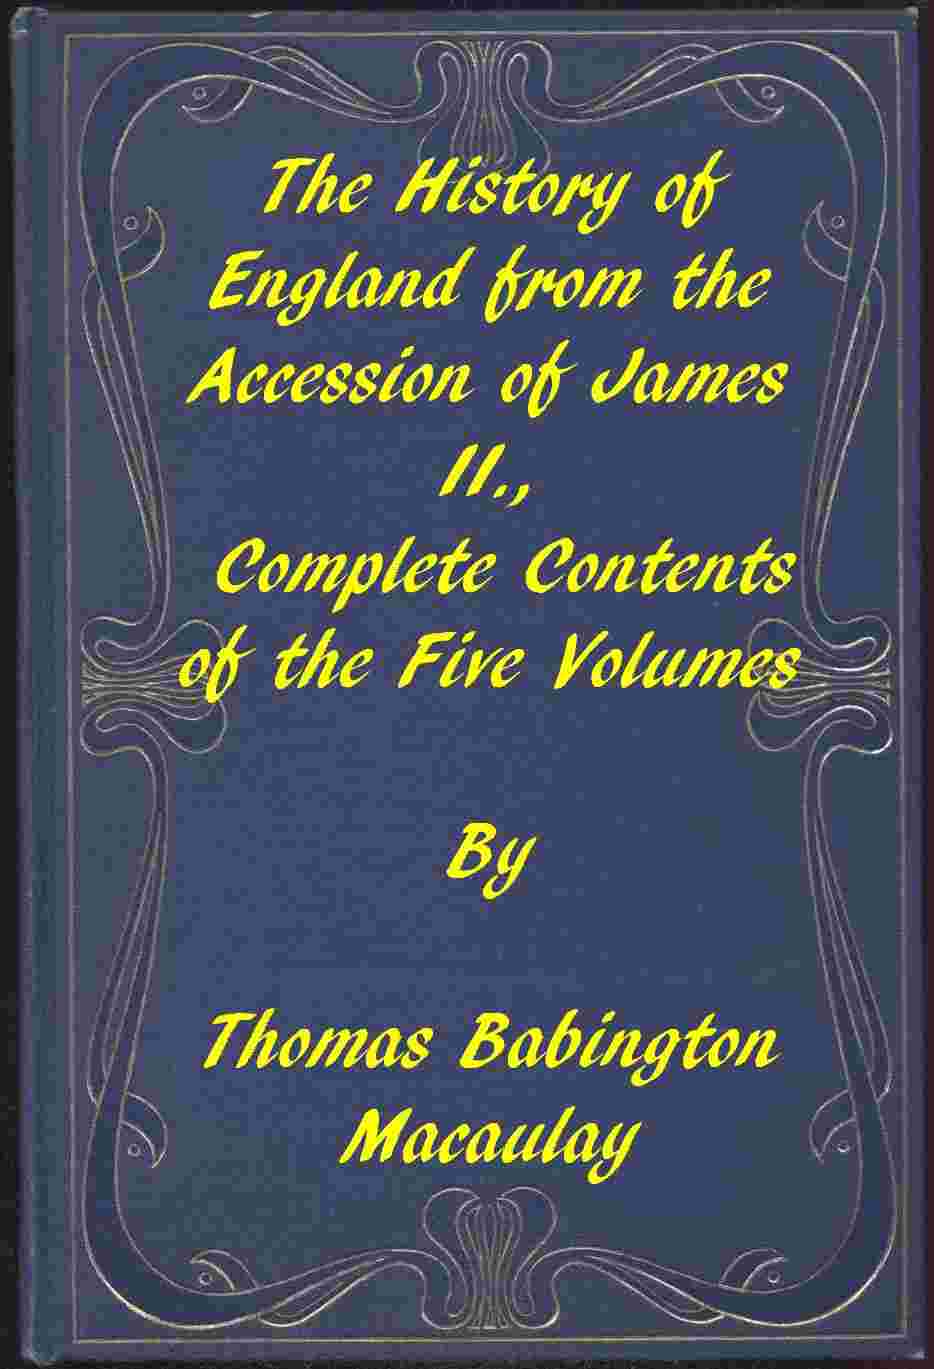 The History of
England from the
Accession of James
II.,
Complete Contents
of the Five Volumes
By
Thomas Babington
Macaulay